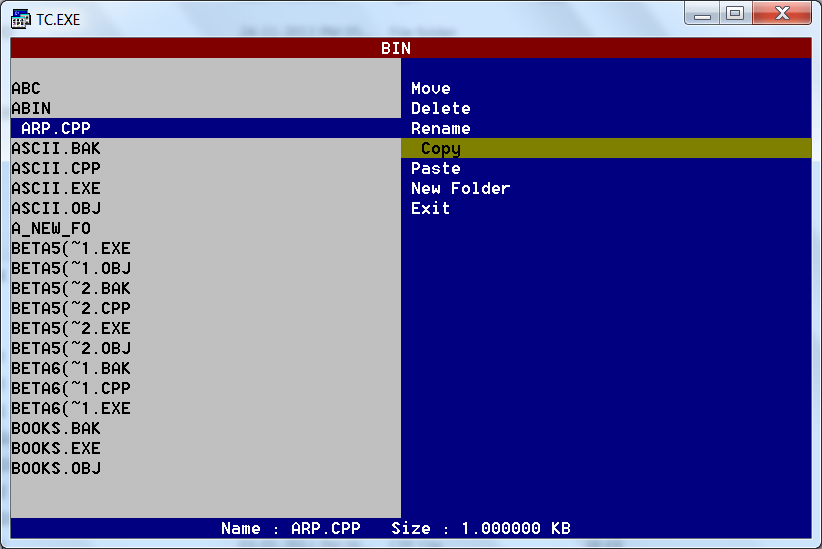 TC.EXE
BIN
ABC
ABIN
ARP.CPP
ASCII.BAK
ASCII.CPP
ASCII.EXE
ASCII.OBJ
A_NEW_FO
BETA5(~1.EXE
BETA5(~1.OBJ
BETA5(~2.BAK
BETA5(~2.CPP
BETA5(~2.EXE
BETA5(~2.OBJ
BETA6(~1.BAK
BETA6(~1.CPP
BETA6(~1.EXE
BOOKS.BAK
BOOKS.EXE
BOOKS.OBJ
Move
Delete
Rename
Copy
Paste
New Folder
Exit
Name : ARP.CPP Size : 1.000000 KB